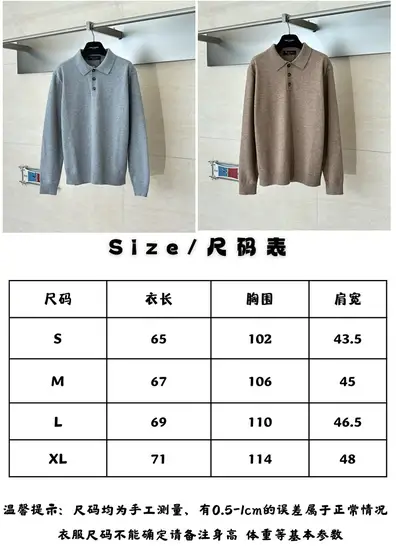 Size/尺码表
尺码 衣长 胸围 肩宽
S 65 102 43.5
M 67 106 45
L 69 110 46.5
XL 71 114 48
温馨提示：尺码均为手工测量、有0.5-1cm的误差属于正常情况
衣服尺码不能确定请备注身高 体重等基本参数